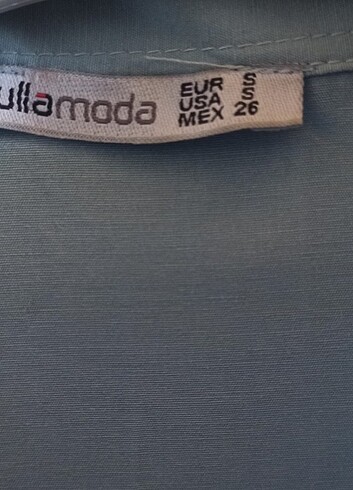 ullamoda
EUR S
USA S
MEX 26